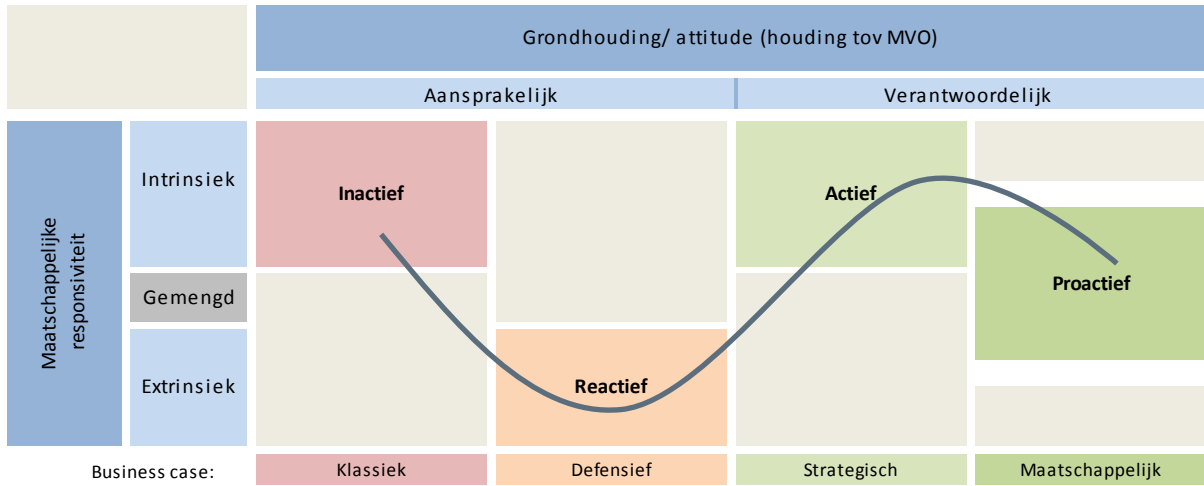 Grondhouding/ attitude (houding tov MVO)
Aansprakelijk
Verantwoordelijk
Maatschappelijke
responsiviteit
Intrinsiek
Inactief
Actief
Gemengd
Proactief
Extrinsiek
Reactief
Business case:
Klassiek
Defensief
Strategisch
Maatschappelijk